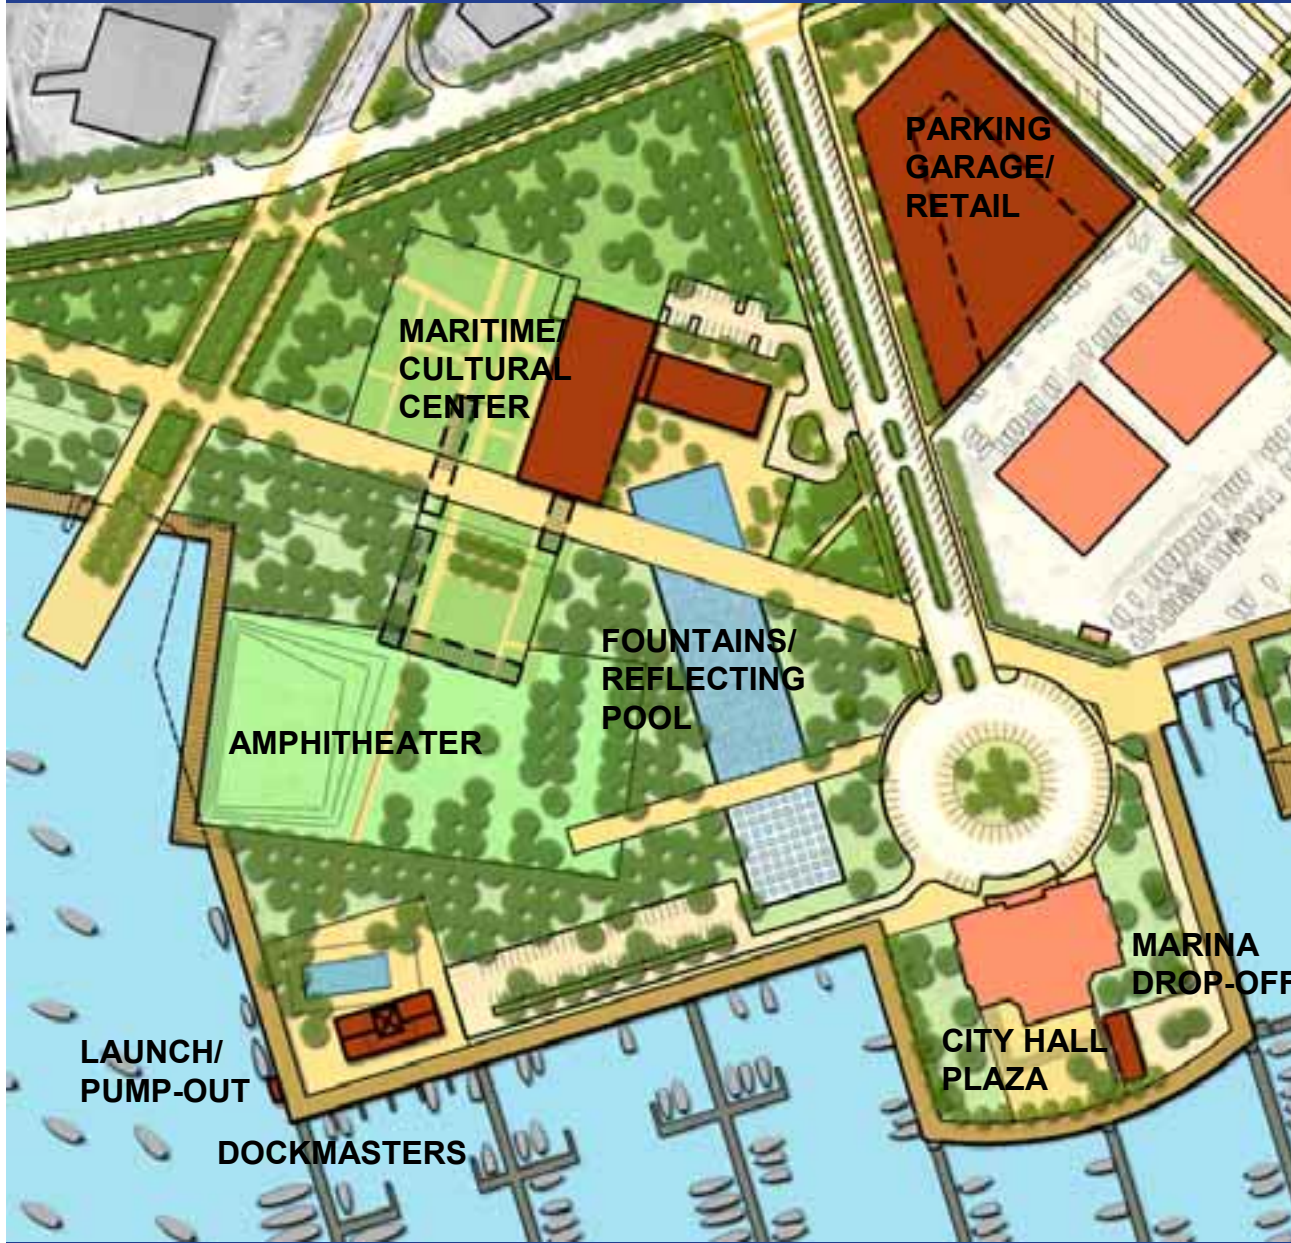 PARKING
GARAGE/
RETAIL
MARITIME/
CULTURAL
CENTER
FOUNTAINS/
REFLECTING
POOL
AMPHITHEATER
MARINA
DROP-OFF
CITY HALL
PLAZA
LAUNCH/
PUMP-OUT
DOCKMASTERS